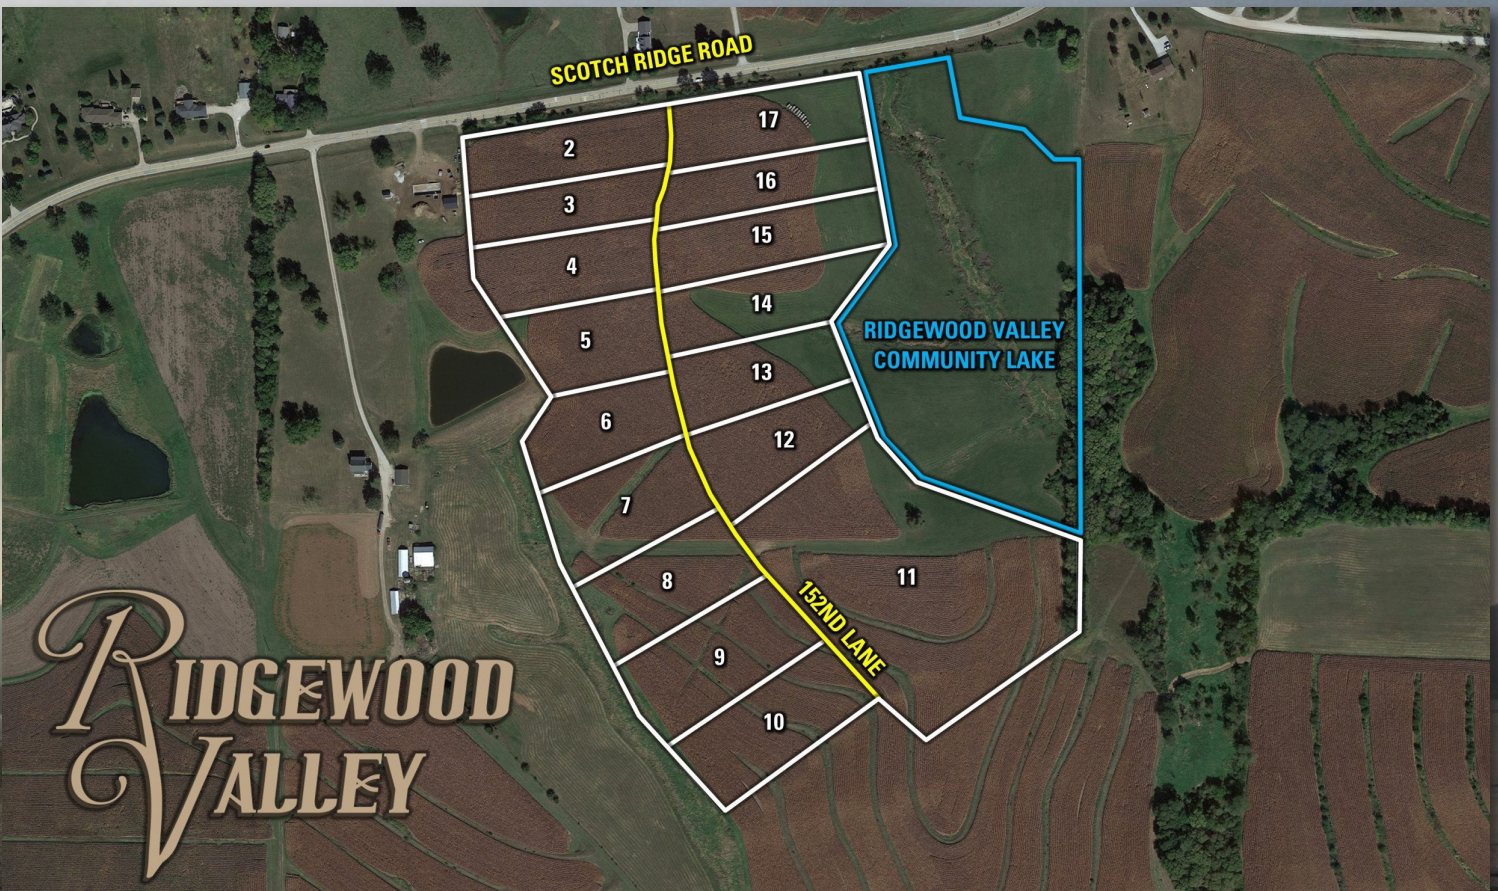 SCOTCH RIDGE ROAD
17
2
16
3
15
4
14
5
RIDGEWOOD VALLEY
COMMUNITY LAKE
13
6
12
7
11
8
152ND LANE
9
10
RIDGEWOOD
VALLEY